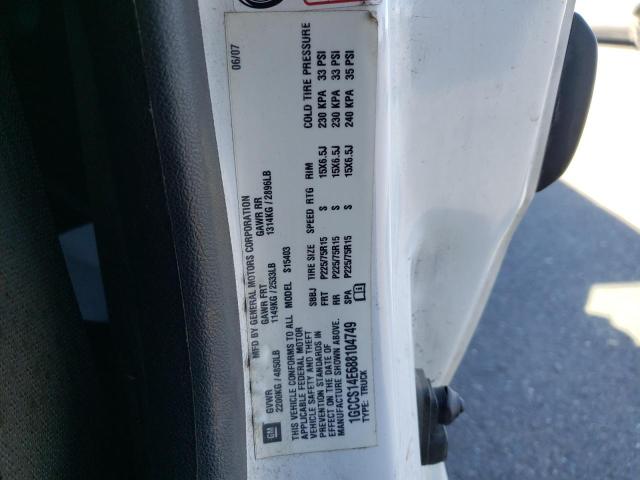 MFD BY GENERAL MOTORS CORPORATION
06/07
GM
GVWR GAWR FRT GAWR RR
2200KG / 4850LB 1149KG / 2533LB 1314KG / 2896LB
THIS VEHICLE CONFORMS TO ALL MODEL S15403
APPLICABLE FEDERAL MOTOR
VEHICLE SAFETY AND THEFT
PREVENTION STANDARDS IN
EFFECT ON THE DATE OF
MANUFACTURE SHOWN ABOVE.
1GCCS14E688104749
TYPE: TRUCK
SBBJ TIRE SIZE SPEED RTG RIM COLD TIRE PRESSURE
FRT P225/75R15 S 15X6.5J 230 KPA 33 PSI
RR P225/75R15 S 15X6.5J 230 KPA 33 PSI
SPA P225/75R15 S 15X6.5J 240 KPA 35 PSI